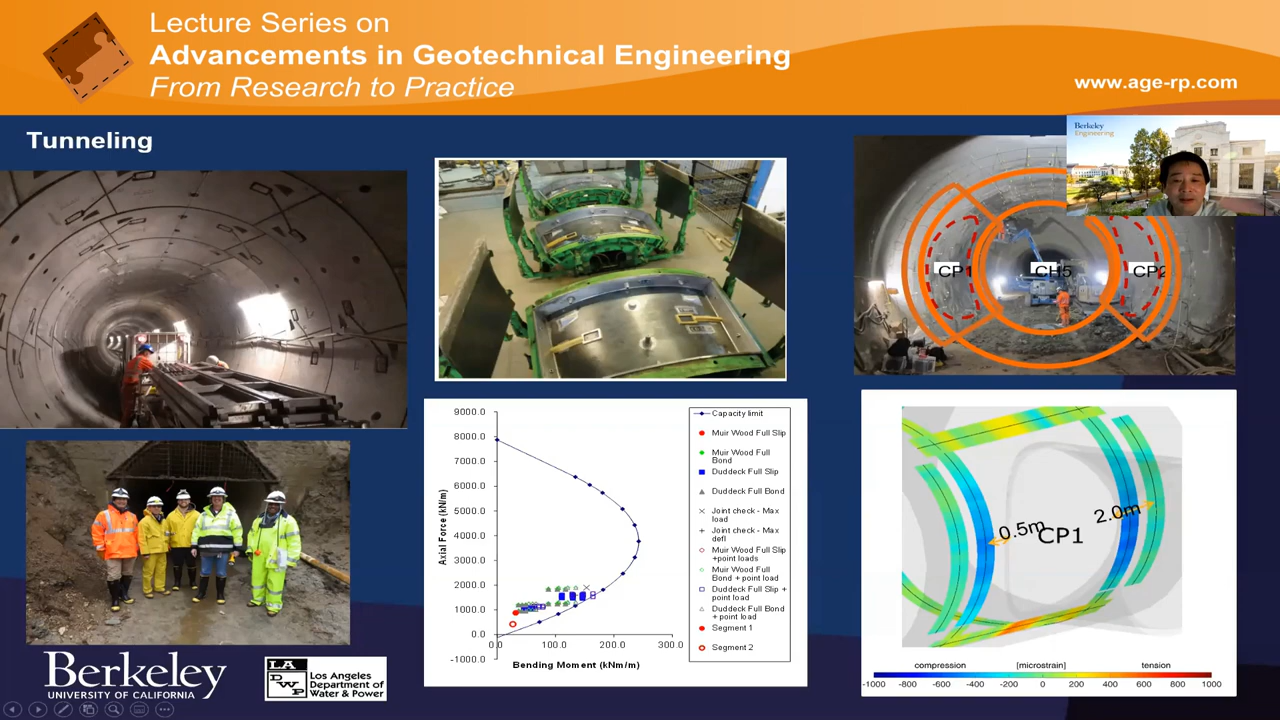 Lecture Series on
Advancements in Geotechnical Engineering
From Research to Practice
www.age-rp.com
Berkeley
Engineering
Tunneling
CP1
CH5
CP2
9000.0
8000.0
7000.0
6000.0
5000.0
4000.0
3000.0
2000.0
1000.0
0.0
-1000.0
Axial Force (kN/m)
0.0
100.0
200.0
300.0
Bending Moment (kNm/m)
Capacity limit
Muir Wood Full Slip
Muir Wood Full
Bond
Duddeck Full Slip
Duddeck Full Bond
Joint check - Max
load
Joint check - Max
defl
Muir Wood Full Slip
+point loads
Muir Wood Full
Bond + point load
Duddeck Full Slip +
point load
Duddeck Full Bond
+ point load
Segment 1
Segment 2
0.5m
CP1
2.0m
compression
[microstrain]
tension
-1000
-800
-600
-400
-200
0
200
400
600
800
1000
Berkeley
UNIVERSITY OF CALIFORNIA
LA
DWP
Los Angeles
Department of
Water & Power